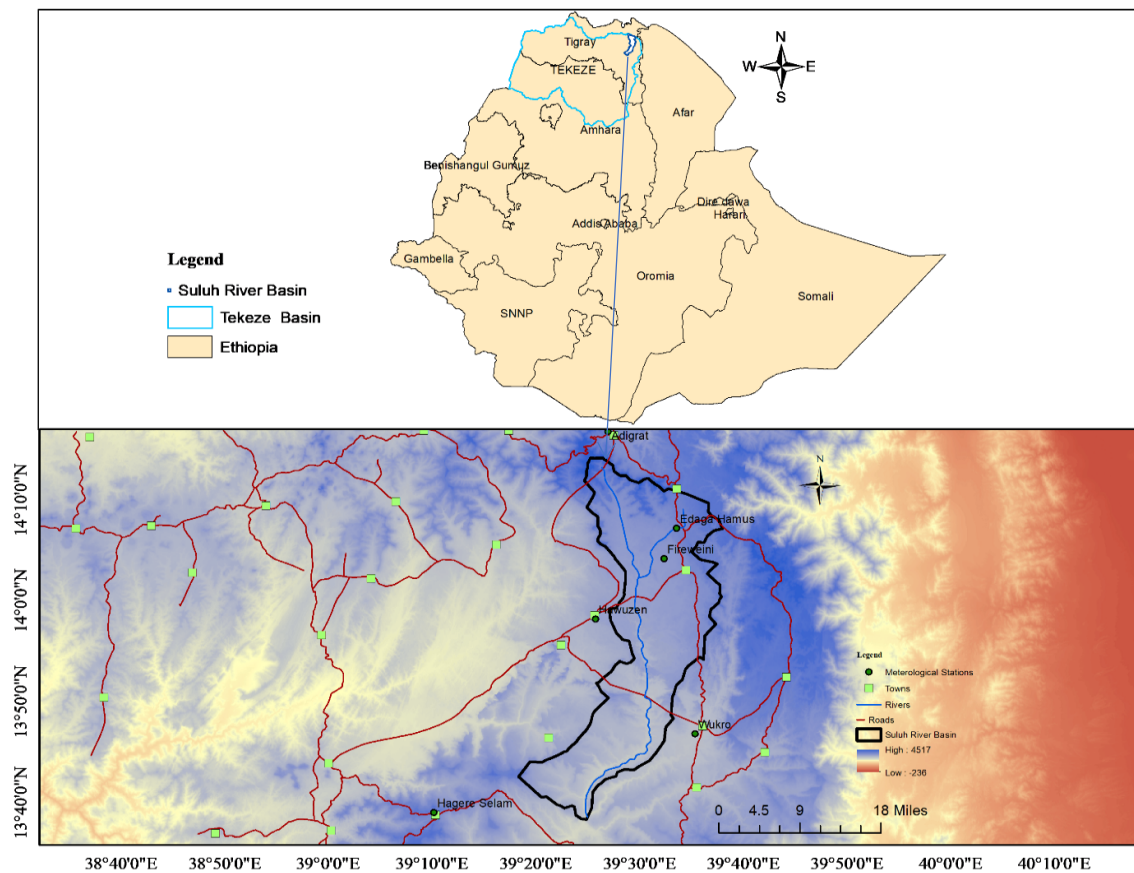 N
W E
S
Tigray
TEKEZE
Afar
Amhara
Benishangul Gumuz
Dire dawa
Harari
Addis Ababa
Gambella
Oromia
Somali
SNNP
Legend
Suluh River Basin
Tekeze Basin
Ethiopia
Adigrat
N
Edaga Hamus
Fireweini
Hawuzen
Wukro
Hagere Selam
Legend
Meterological Stations
Towns
Rivers
Roads
Suluh River Basin
High : 4517
Low : -236
0 4.5 9 18 Miles
14°10'0"N
14°0'0"N
13°50'0"N
13°40'0"N
38°40'0"E 38°50'0"E 39°0'0"E 39°10'0"E 39°20'0"E 39°30'0"E 39°40'0"E 39°50'0"E 40°0'0"E 40°10'0"E